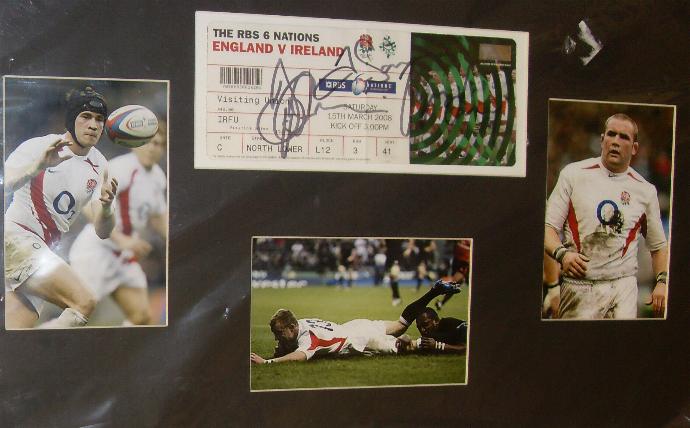 THE RBS 6 NATIONS
ENGLAND V IRELAND
RBS
Visiting Union
SATURDAY
IRFU
15TH MARCH 2008
KICK OFF 3.00PM
C NORTH LOWER L12 3 41
O2